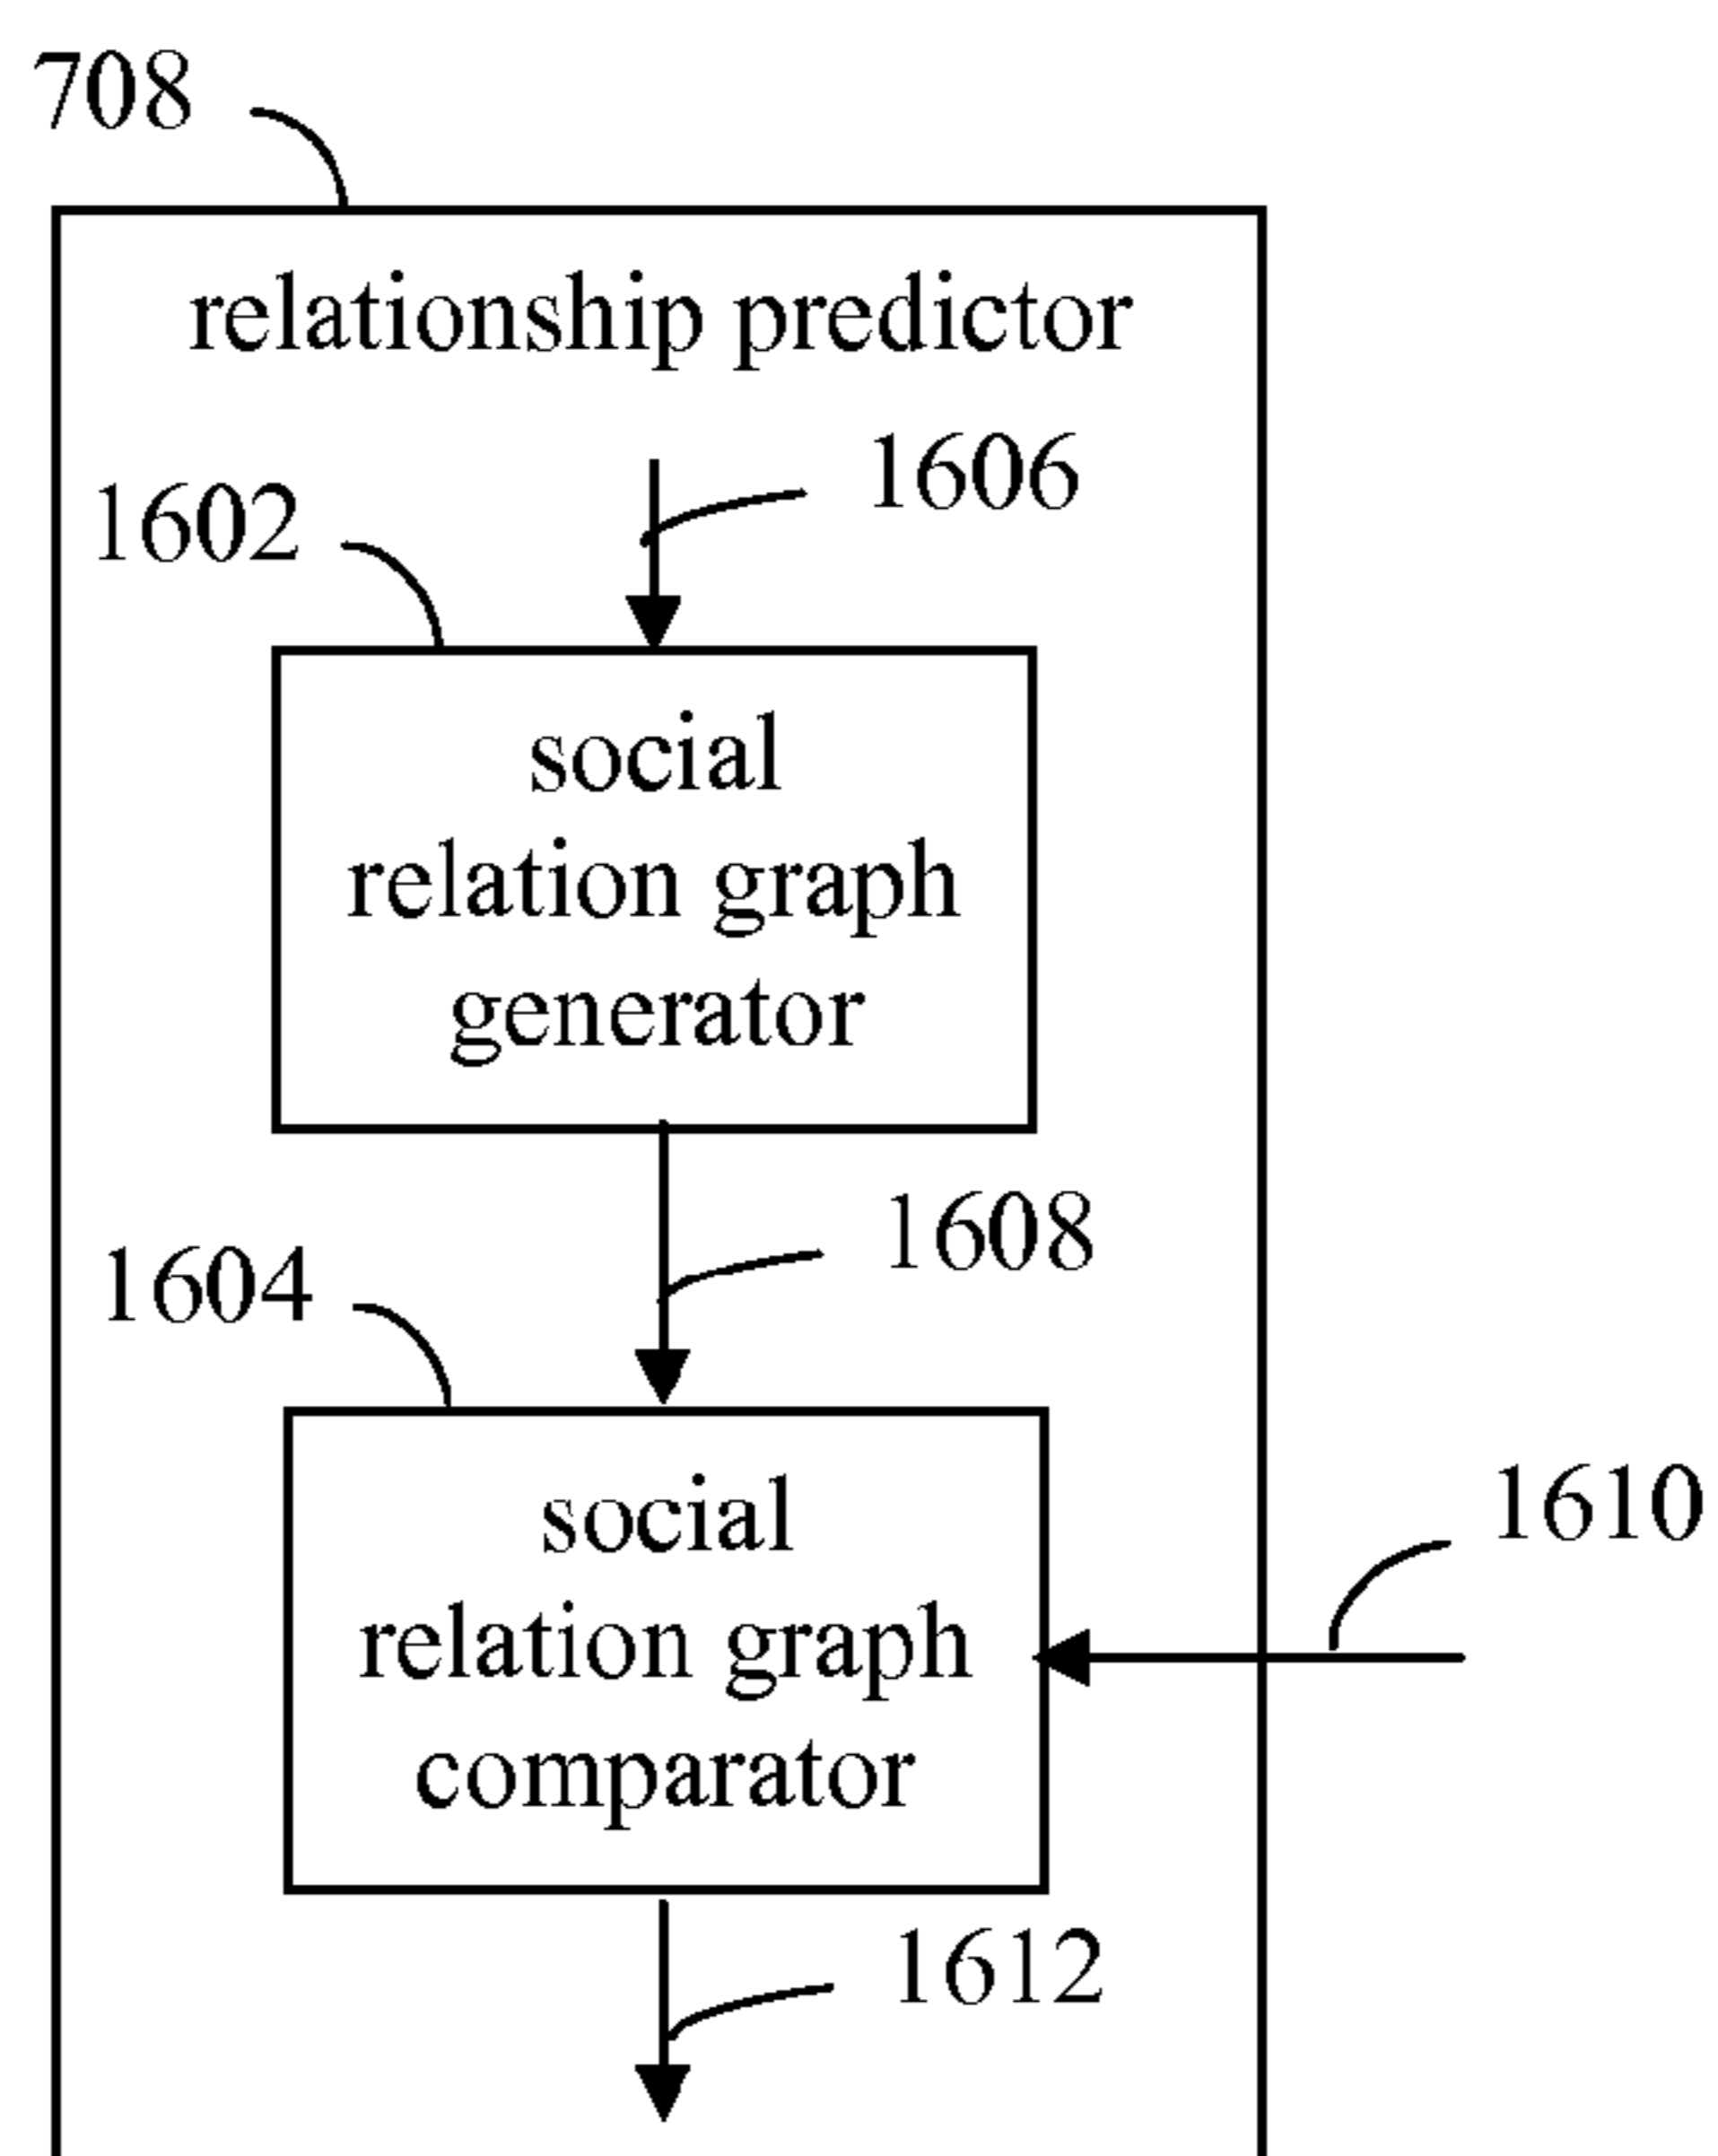 708
relationship predictor
1606
1602
social
relation graph
generator
1608
1604
social
relation graph
comparator
1610
1612